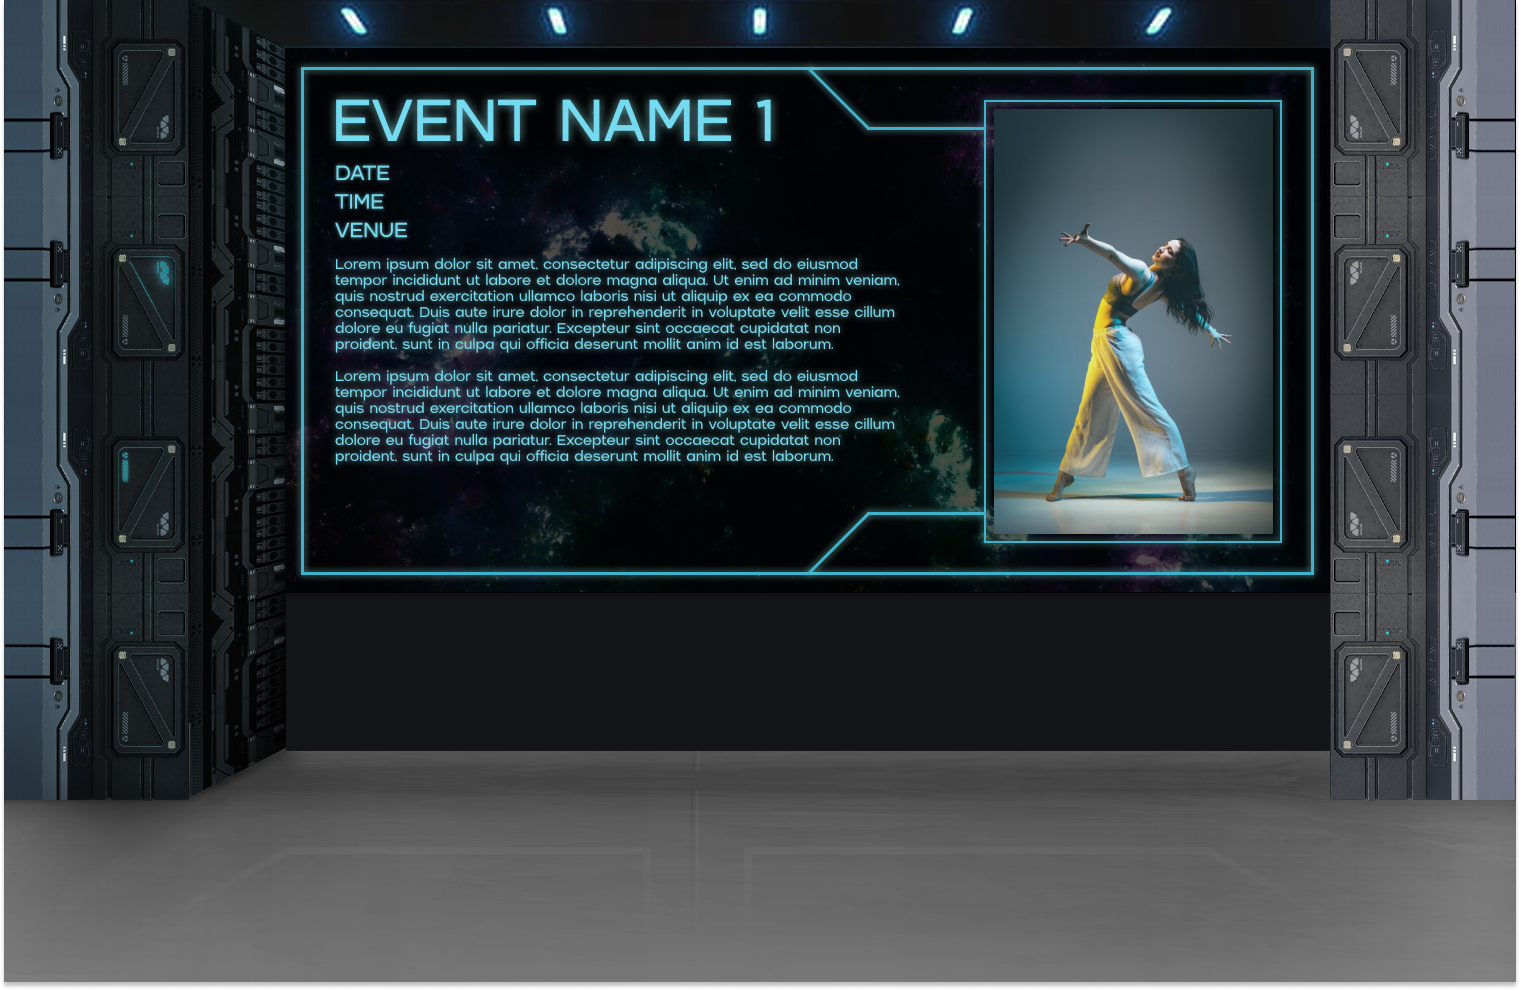 EVENT NAME 1
DATE
TIME
VENUE
Lorem ipsum dolor sit amet, consectetur adipiscing elit, sed do eiusmod
tempor incididunt ut labore et dolore magna aliqua. Ut enim ad minim veniam,
quis nostrud exercitation ullamco laboris nisi ut aliquip ex ea commodo
consequat. Duis aute irure dolor in reprehenderit in voluptate velit esse cillum
dolore eu fugiat nulla pariatur. Excepteur sint occaecat cupidatat non
proident, sunt in culpa qui officia deserunt mollit anim id est laborum.
Lorem ipsum dolor sit amet, consectetur adipiscing elit, sed do eiusmod
tempor incididunt ut labore et dolore magna aliqua. Ut enim ad minim veniam,
quis nostrud exercitation ullamco laboris nisi ut aliquip ex ea commodo
consequat. Duis aute irure dolor in reprehenderit in voluptate velit esse cillum
dolore eu fugiat nulla pariatur. Excepteur sint occaecat cupidatat non
proident, sunt in culpa qui officia deserunt mollit anim id est laborum.